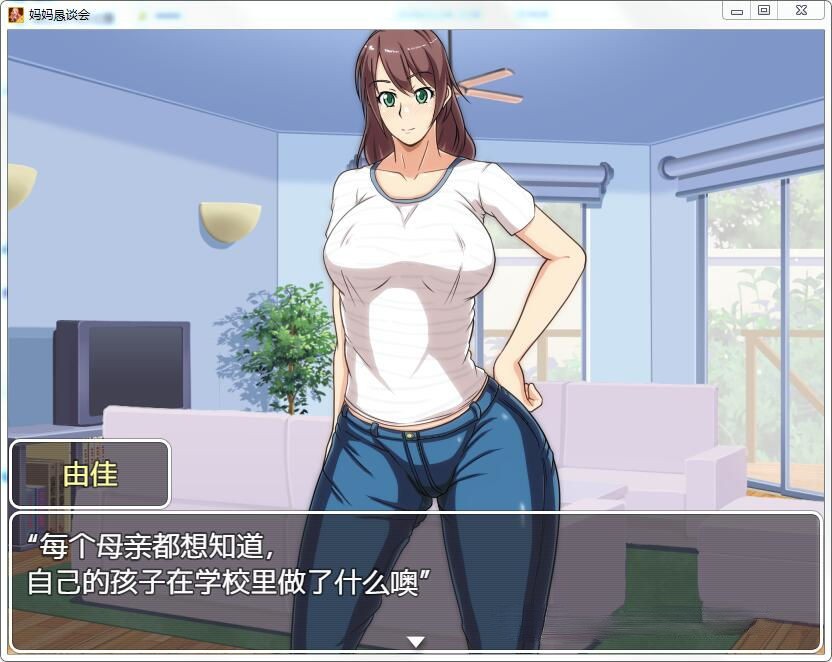 妈妈恳谈会
由佳
“每个母亲都想知道，
自己的孩子在学校里做了什么噢”